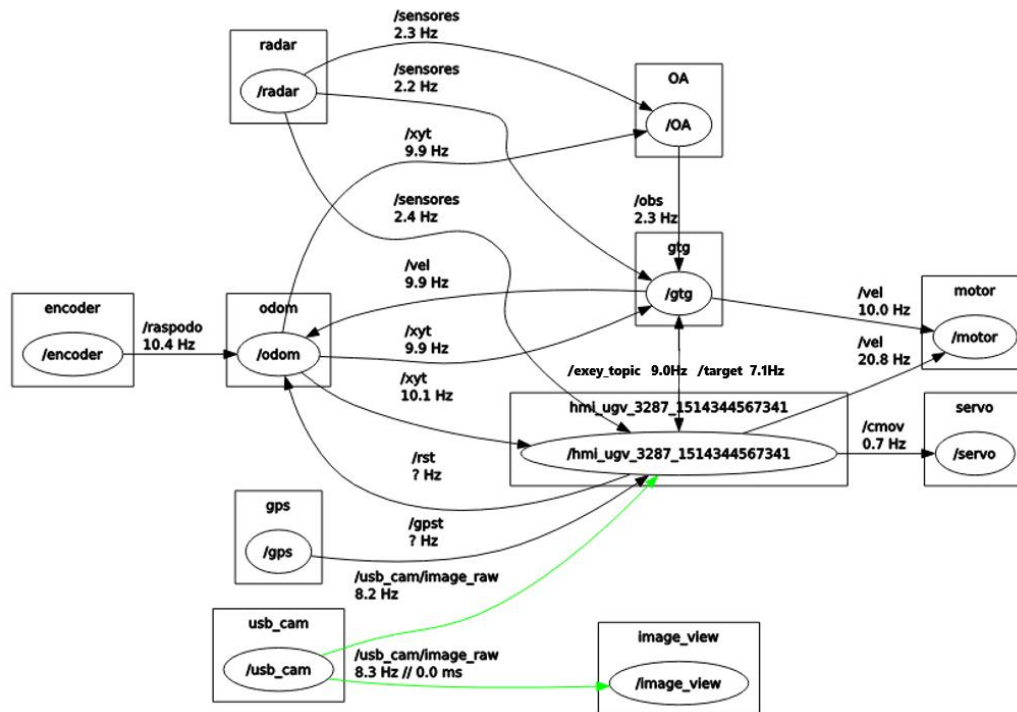 /sensores
2.3 Hz
radar
/radar
/sensores
2.2 Hz
OA
/OA
/xyt
9.9 Hz
/sensores
2.4 Hz
/obs
2.3 Hz
gtg
/gtg
/vel
9.9 Hz
encoder
/encoder
/raspodo
10.4 Hz
odom
/odom
/xyt
9.9 Hz
/vel
10.0 Hz
motor
/motor
/vel
20.8 Hz
/xyt
10.1 Hz
/exey_topic 9.0Hz /target 7.1Hz
hmi_ugv_3287_1514344567341
/hmi_ugv_3287_1514344567341
/cmov
0.7 Hz
servo
/servo
/rst
? Hz
gps
/gps
/gpst
? Hz
/usb_cam/image_raw
8.2 Hz
usb_cam
/usb_cam
/usb_cam/image_raw
8.3 Hz // 0.0 ms
image_view
/image_view